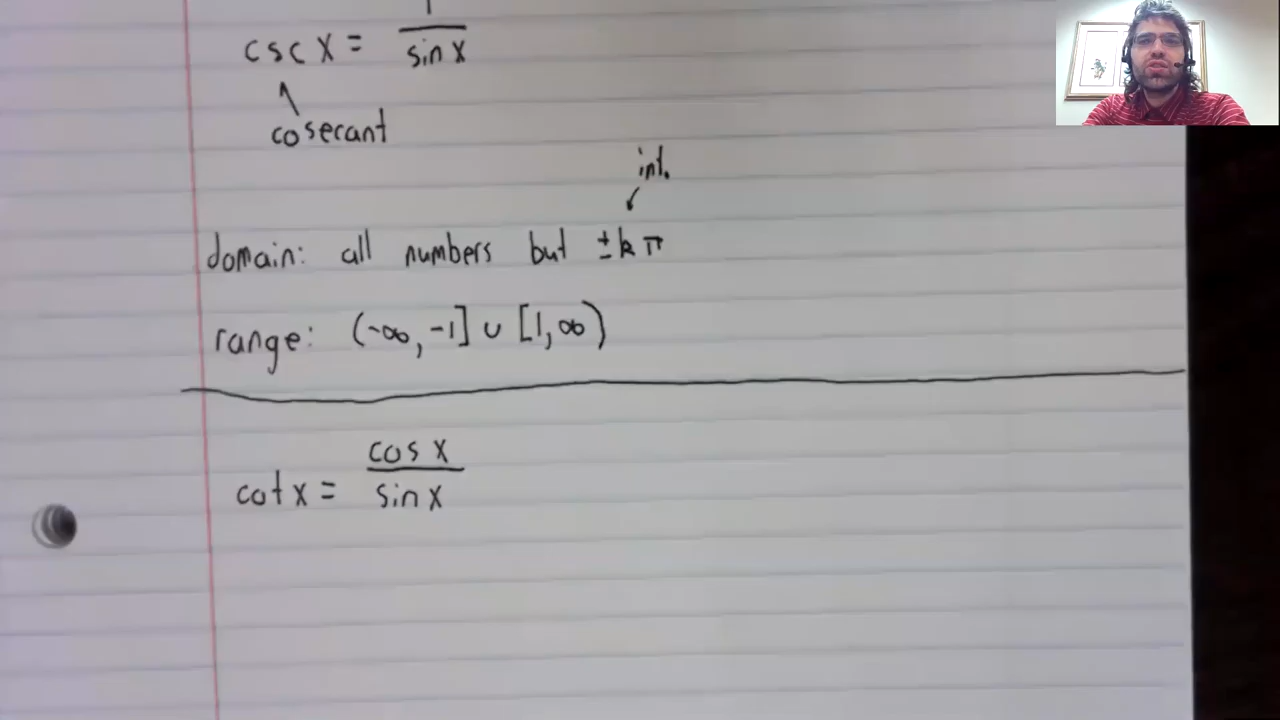 csc x = 1/sin x
cosecant
int.
domain: all numbers but ±kπ
range: (-∞, -1] ∪ [1, ∞)
cot x = cos x/sin x